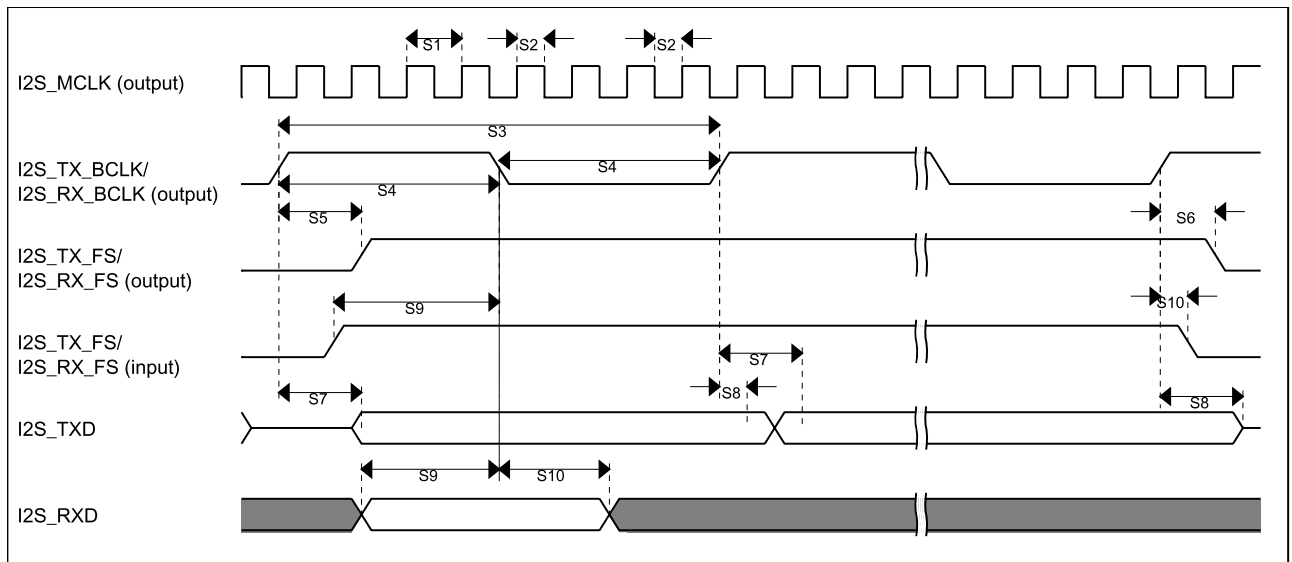 S1
S2
S2
I2S_MCLK (output)
S3
I2S_TX_BCLK/
I2S_RX_BCLK (output)
S4
S4
S5
S6
I2S_TX_FS/
I2S_RX_FS (output)
S9
S10
I2S_TX_FS/
I2S_RX_FS (input)
S7
S7
S8
S8
I2S_TXD
S9
S10
I2S_RXD